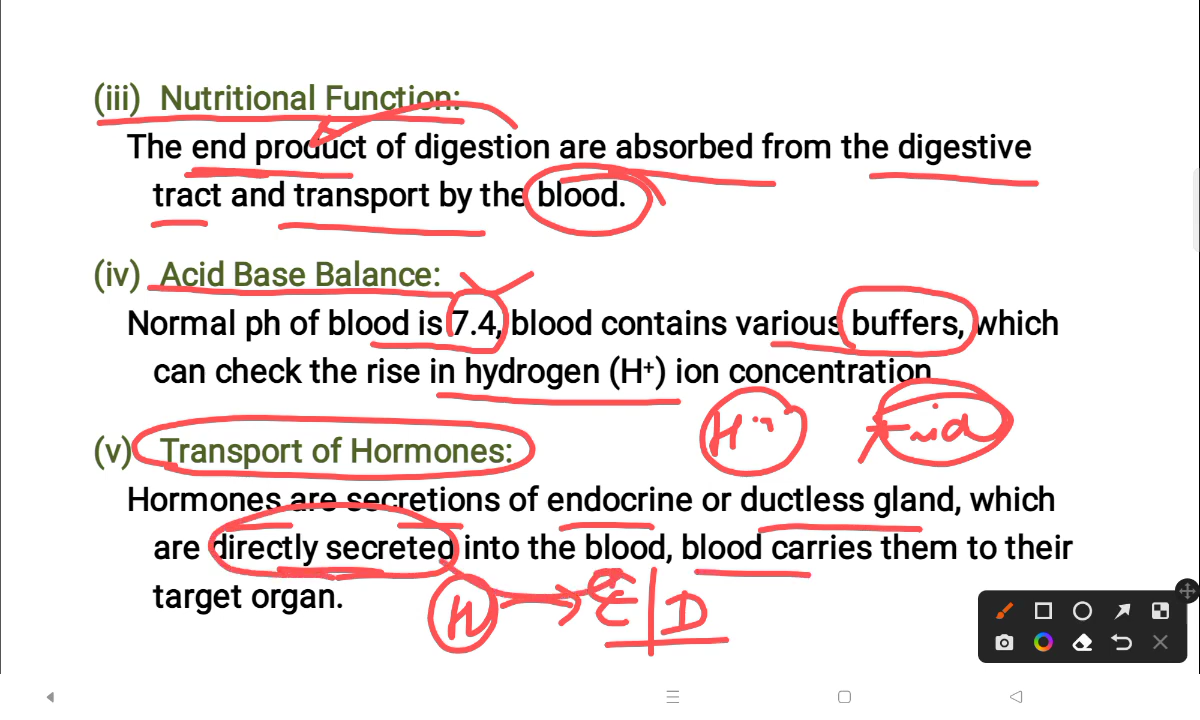 (iii) Nutritional Function:
The end product of digestion are absorbed from the digestive
tract and transport by the blood.
(iv) Acid Base Balance:
Normal ph of blood is 7.4, blood contains various buffers, which
can check the rise in hydrogen (H+) ion concentration
H
(v) Transport of Hormones:
Hormones are secretions of endocrine or ductless gland, which
are directly secreted into the blood, blood carries them to their
target organ.
H E | D